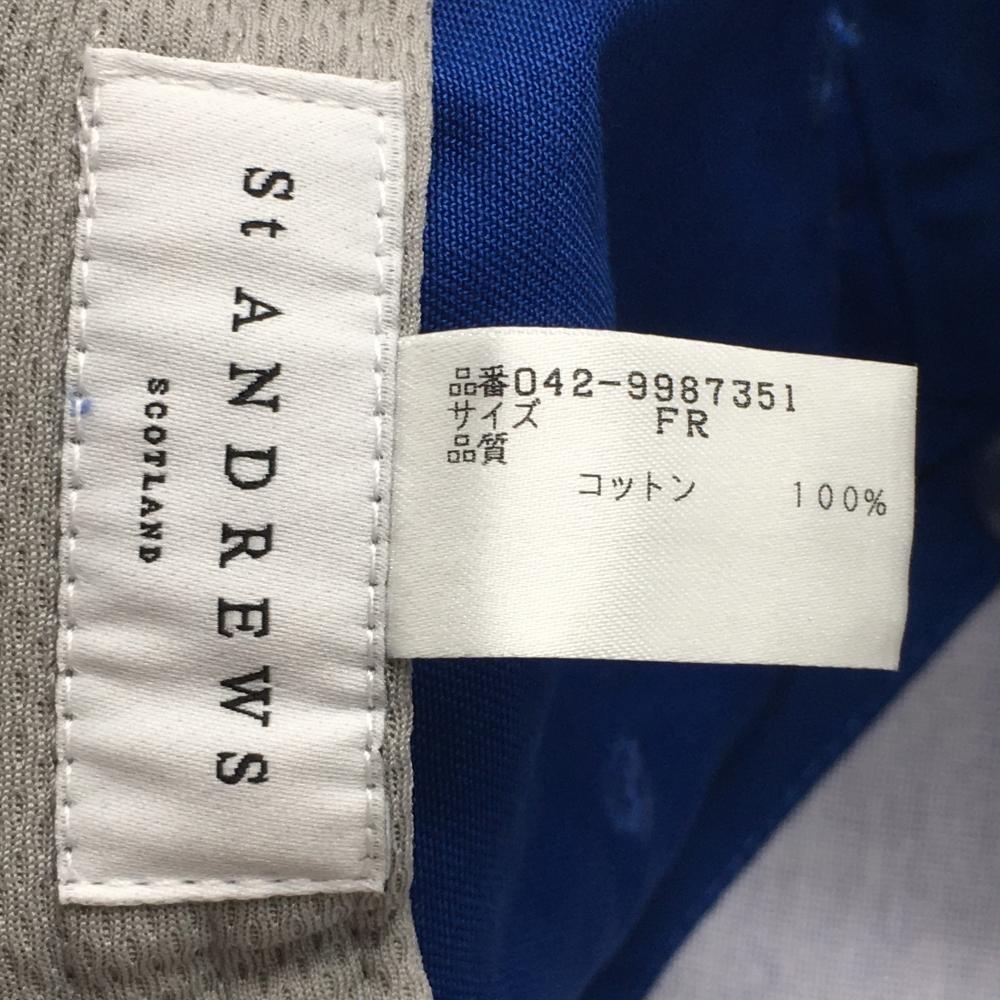 St ANDREWS
SCOTLAND
品番042-9987351
サイズ FR
品質
コットン 100%